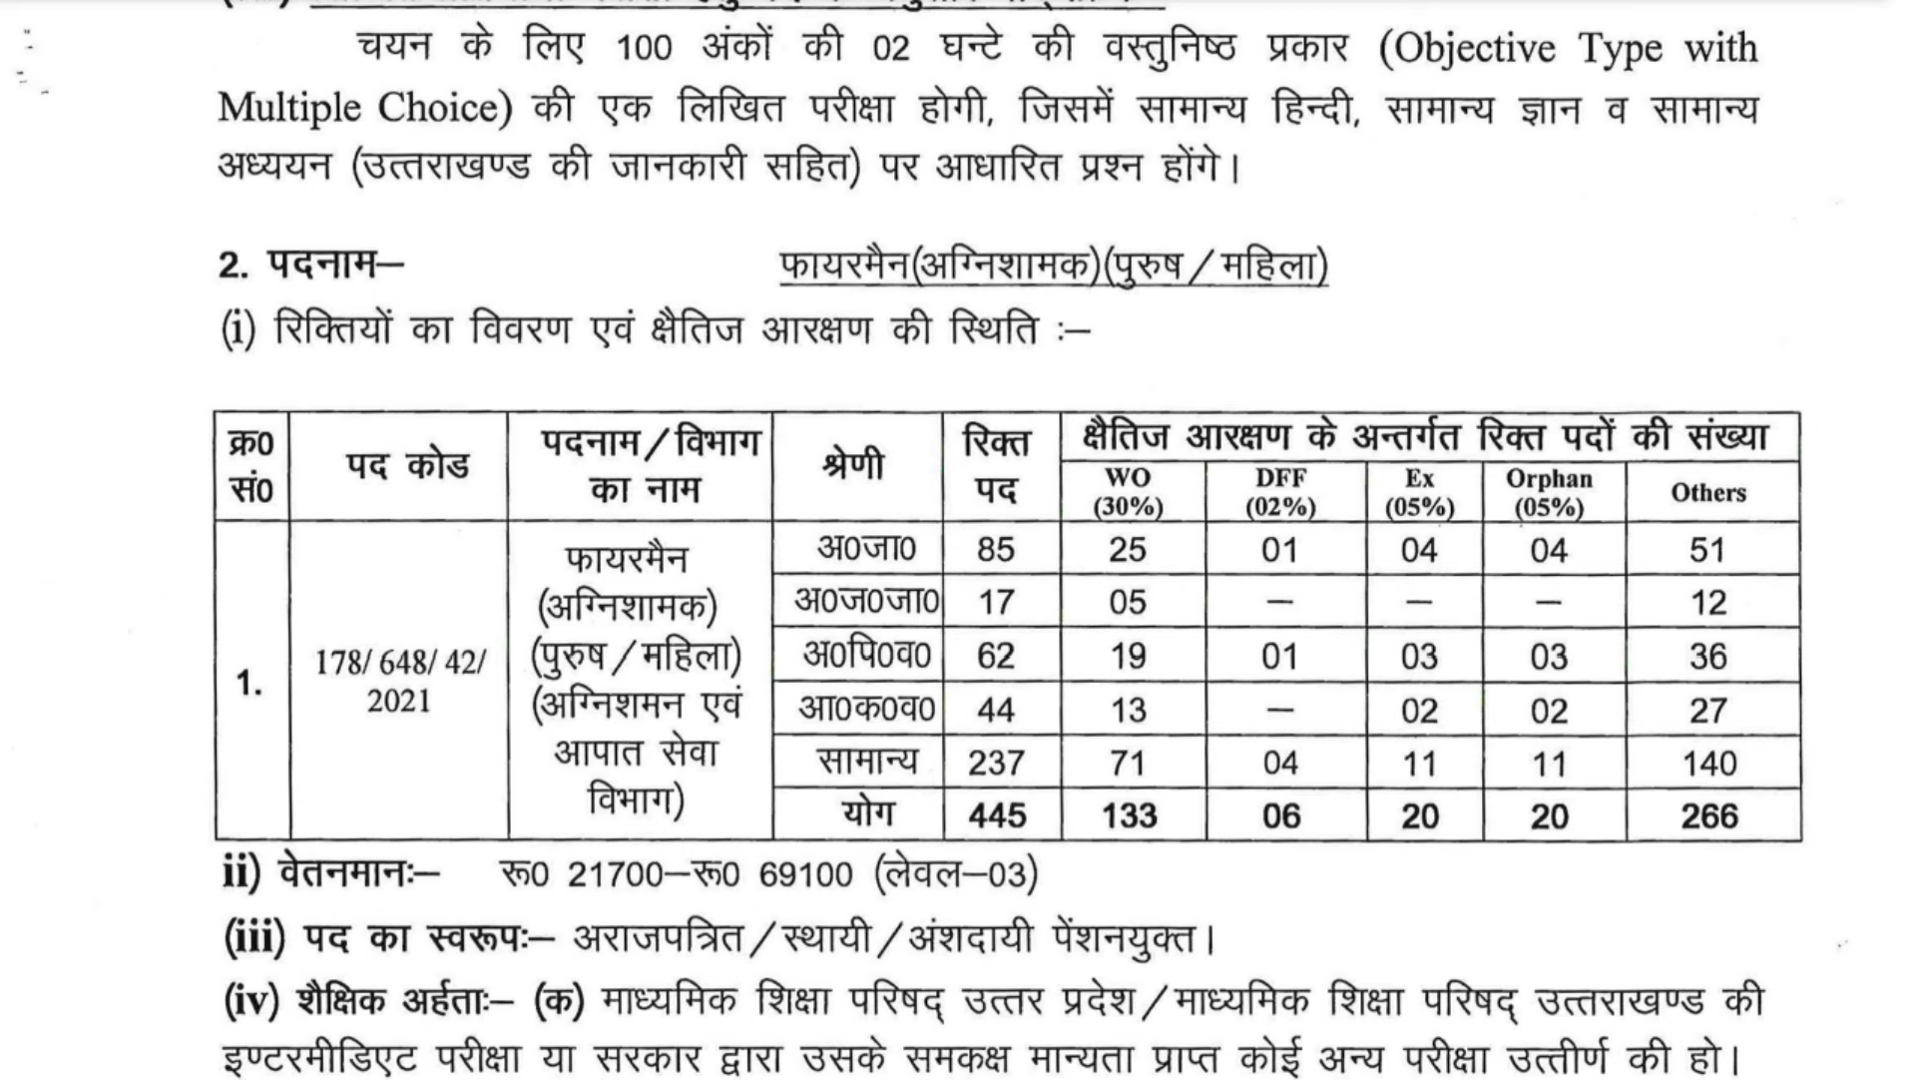 चयन के लिए 100 अंकों की 02 घन्टे की वस्तुनिष्ठ प्रकार (Objective Type with
Multiple Choice) की एक लिखित परीक्षा होगी, जिसमें सामान्य हिन्दी, सामान्य ज्ञान व सामान्य
अध्ययन (उत्तराखण्ड की जानकारी सहित) पर आधारित प्रश्न होंगे।
2. पदनाम– फायरमैन(अग्निशामक)(पुरुष/महिला)
(i) रिक्तियों का विवरण एवं क्षैतिज आरक्षण की स्थिति :–
क्र0 सं0 पद कोड पदनाम/विभाग का नाम श्रेणी रिक्त पद क्षैतिज आरक्षण के अन्तर्गत रिक्त पदों की संख्या
WO (30%) DFF (02%) Ex (05%) Orphan (05%) Others
1. 178/ 648/ 42/ 2021 फायरमैन (अग्निशामक) (पुरुष/महिला) (अग्निशमन एवं आपात सेवा विभाग)
अ0जा0 85 25 01 04 04 51
अ0ज0जा0 17 05 – – – 12
अ0पि0व0 62 19 01 03 03 36
आ0क0व0 44 13 – 02 02 27
सामान्य 237 71 04 11 11 140
योग 445 133 06 20 20 266
ii) वेतनमानः– रू0 21700–रू0 69100 (लेवल–03)
(iii) पद का स्वरूपः– अराजपत्रित/स्थायी/अंशदायी पेंशनयुक्त।
(iv) शैक्षिक अर्हताः– (क) माध्यमिक शिक्षा परिषद् उत्तर प्रदेश/माध्यमिक शिक्षा परिषद् उत्तराखण्ड की
इण्टरमीडिएट परीक्षा या सरकार द्वारा उसके समकक्ष मान्यता प्राप्त कोई अन्य परीक्षा उत्तीर्ण की हो।